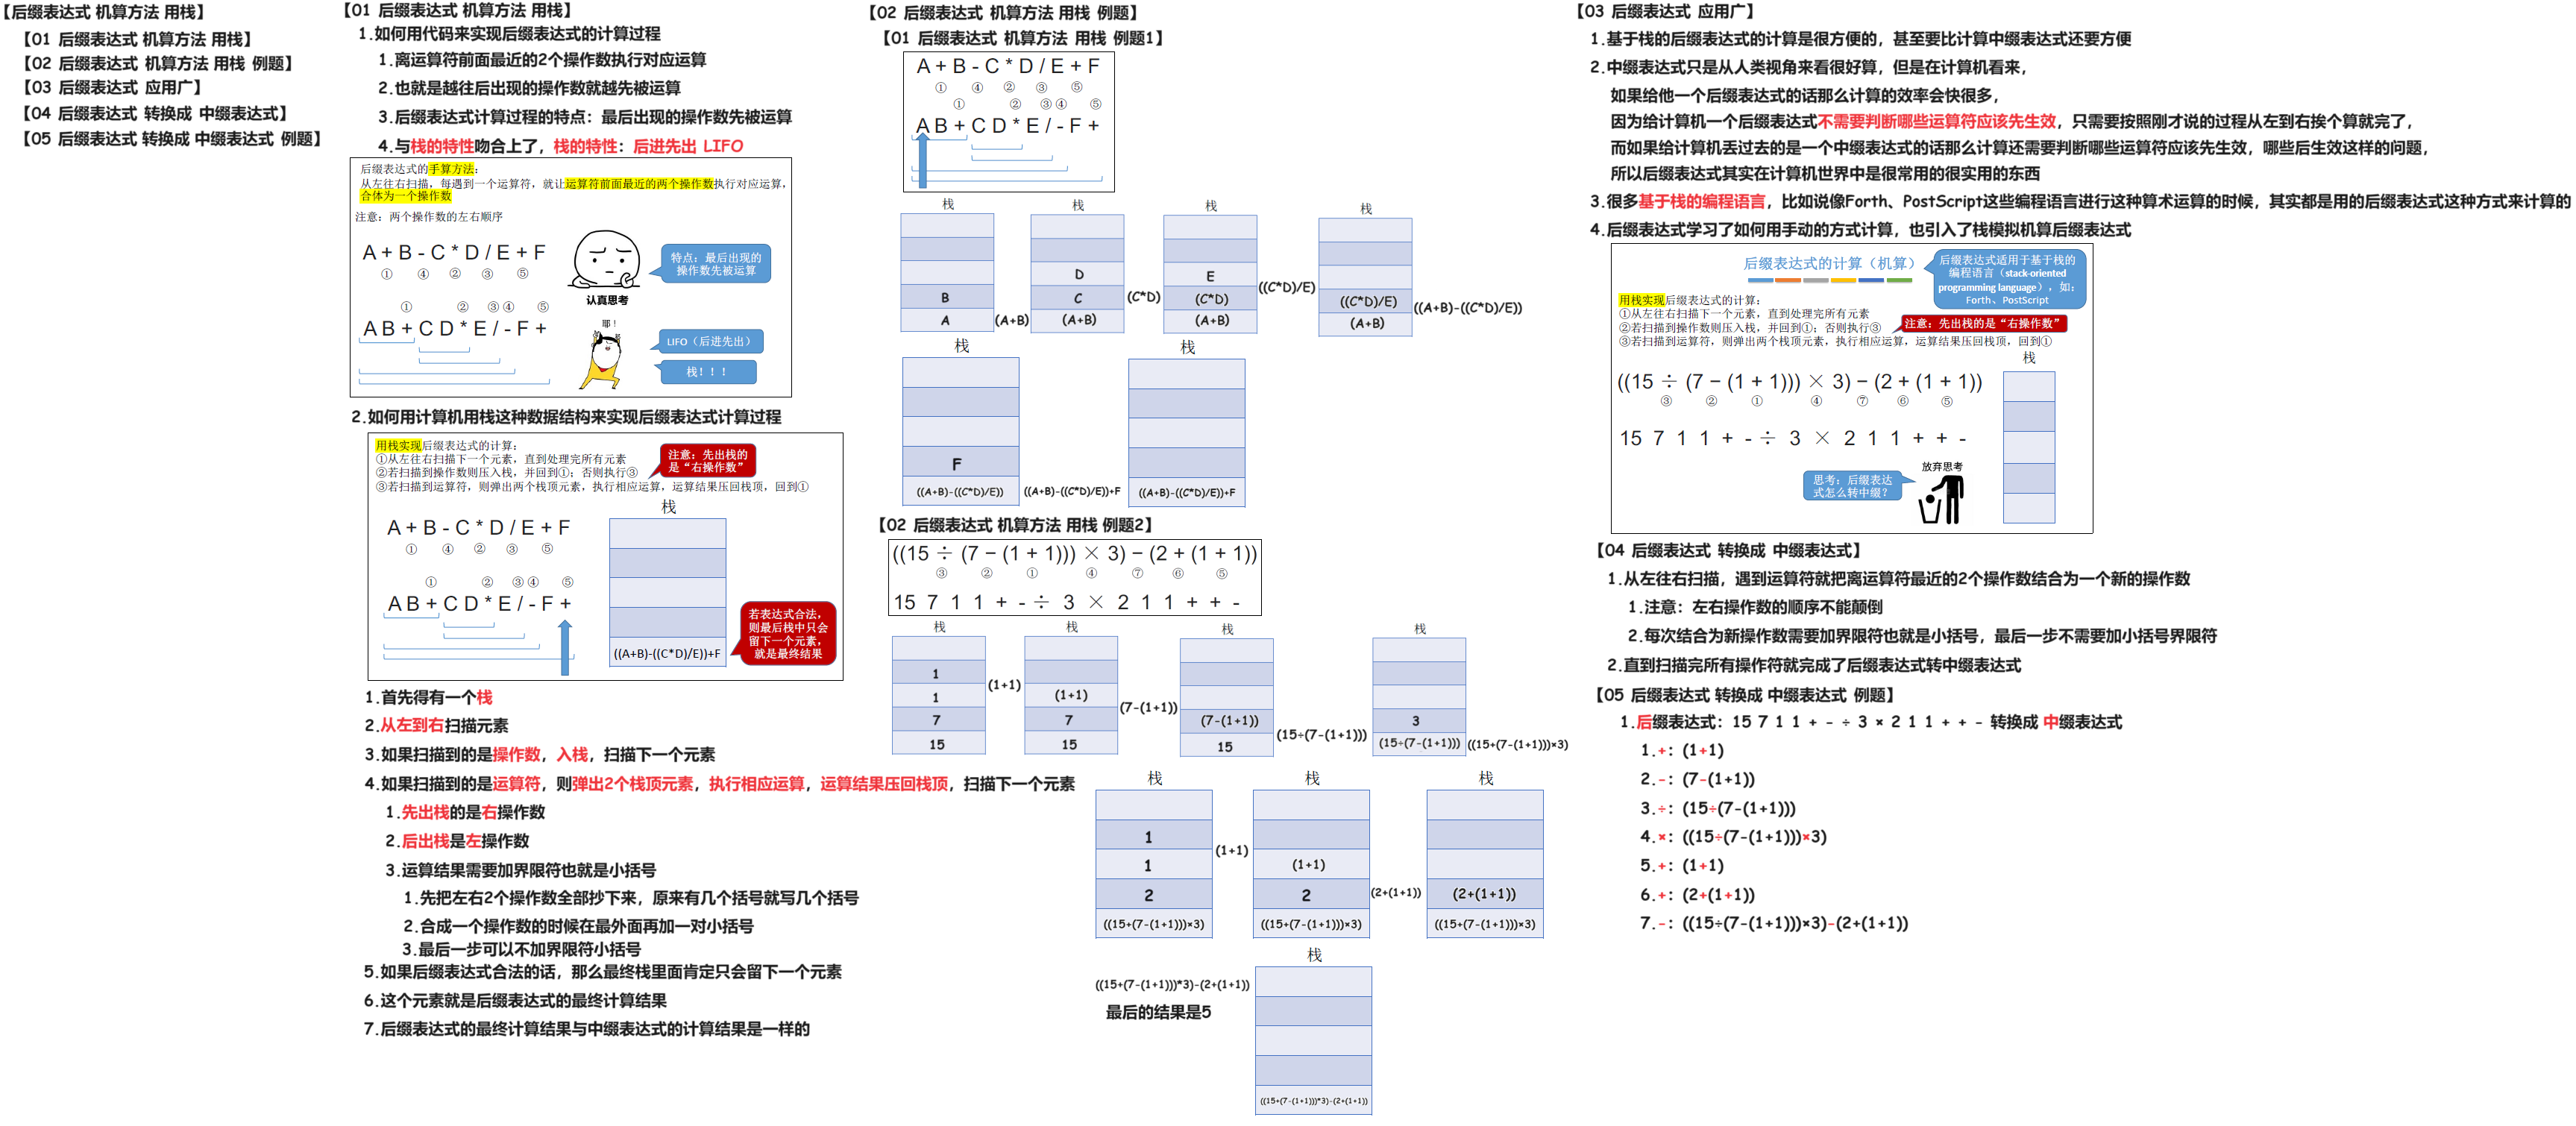 【后缀表达式 机算方法 用栈】
【01 后缀表达式 机算方法 用栈】
【02 后缀表达式 机算方法 用栈 例题】
【03 后缀表达式 应用广】
【04 后缀表达式 转换成 中缀表达式】
【05 后缀表达式 转换成 中缀表达式 例题】
【01 后缀表达式 机算方法 用栈】
1.如何用代码来实现后缀表达式的计算过程
1.离运算符前面最近的2个操作数执行对应运算
2.也就是越往后出现的操作数就越先被运算
3.后缀表达式计算过程的特点：最后出现的操作数先被运算
4.与栈的特性吻合上了，栈的特性：后进先出 LIFO
后缀表达式的手算方法：
从左往右扫描，每遇到一个运算符，就让运算符前面最近的两个操作数执行对应运算，
合体为一个操作数
注意：两个操作数的左右顺序
A + B - C * D / E + F
① ④ ② ③ ⑤
① ② ③ ④ ⑤
A B + C D * E / - F +
特点：最后出现的
操作数先被运算
认真思考
耶！
LIFO（后进先出）
栈！！！
2.如何用计算机用栈这种数据结构来实现后缀表达式计算过程
用栈实现后缀表达式的计算：
①从左往右扫描下一个元素，直到处理完所有元素
②若扫描到操作数则压入栈，并回到①；否则执行③
③若扫描到运算符，则弹出两个栈顶元素，执行相应运算，运算结果压回栈顶，回到①
注意：先出栈的
是“右操作数”
栈
A + B - C * D / E + F
① ④ ② ③ ⑤
① ② ③ ④ ⑤
A B + C D * E / - F +
((A+B)-((C*D)/E))+F
若表达式合法，
则最后栈中只会
留下一个元素，
就是最终结果
1.首先得有一个栈
2.从左到右扫描元素
3.如果扫描到的是操作数，入栈，扫描下一个元素
4.如果扫描到的是运算符，则弹出2个栈顶元素，执行相应运算，运算结果压回栈顶，扫描下一个元素
1.先出栈的是右操作数
2.后出栈是左操作数
3.运算结果需要加界限符也就是小括号
1.先把左右2个操作数全部抄下来，原来有几个括号就写几个括号
2.合成一个操作数的时候在最外面再加一对小括号
3.最后一步可以不加界限符小括号
5.如果后缀表达式合法的话，那么最终栈里面肯定只会留下一个元素
6.这个元素就是后缀表达式的最终计算结果
7.后缀表达式的最终计算结果与中缀表达式的计算结果是一样的
【02 后缀表达式 机算方法 用栈 例题】
【01 后缀表达式 机算方法 用栈 例题1】
A + B - C * D / E + F
① ④ ② ③ ⑤
① ② ③ ④ ⑤
A B + C D * E / - F +
栈 栈 栈 栈
D E
B C (C*D) ((C*D)/E)
A (A+B) (A+B) (C*D) (A+B) ((C*D)/E) (A+B) ((A+B)-((C*D)/E))
栈 栈
F
((A+B)-((C*D)/E)) ((A+B)-((C*D)/E))+F ((A+B)-((C*D)/E))+F
【02 后缀表达式 机算方法 用栈 例题2】
((15 ÷ (7 − (1 + 1))) × 3) − (2 + (1 + 1))
③ ② ① ④ ⑦ ⑥ ⑤
15 7 1 1 + - ÷ 3 × 2 1 1 + + -
栈 栈 栈 栈
1
1 (1+1) (1+1)
7 7 (7-(1+1)) (7-(1+1)) 3
15 15 15 (15÷(7-(1+1))) (15÷(7-(1+1))) ((15+(7-(1+1)))×3)
栈 栈 栈
1
1 (1+1) (1+1)
2 2 (2+(1+1)) (2+(1+1))
((15+(7-(1+1)))×3) ((15+(7-(1+1)))×3) ((15+(7-(1+1)))×3)
栈
((15+(7-(1+1)))*3)-(2+(1+1))
最后的结果是5
((15+(7-(1+1)))*3)-(2+(1+1))
【03 后缀表达式 应用广】
1.基于栈的后缀表达式的计算是很方便的，甚至要比计算中缀表达式还要方便
2.中缀表达式只是从人类视角来看很好算，但是在计算机看来，
如果给他一个后缀表达式的话那么计算的效率会快很多，
因为给计算机一个后缀表达式不需要判断哪些运算符应该先生效，只需要按照刚才说的过程从左到右挨个算就完了，
而如果给计算机丢过去的是一个中缀表达式的话那么计算还需要判断哪些运算符应该先生效，哪些后生效这样的问题，
所以后缀表达式其实在计算机世界中是很常用的很实用的东西
3.很多基于栈的编程语言，比如说像Forth、PostScript这些编程语言进行这种算术运算的时候，其实都是用的后缀表达式这种方式来计算的
4.后缀表达式学习了如何用手动的方式计算，也引入了栈模拟机算后缀表达式
后缀表达式的计算（机算）
后缀表达式适用于基于栈的
编程语言（stack-oriented
programming language），如：
Forth、PostScript
用栈实现后缀表达式的计算：
①从左往右扫描下一个元素，直到处理完所有元素
②若扫描到操作数则压入栈，并回到①；否则执行③
③若扫描到运算符，则弹出两个栈顶元素，执行相应运算，运算结果压回栈顶，回到①
注意：先出栈的是“右操作数”
栈
((15 ÷ (7 − (1 + 1))) × 3) − (2 + (1 + 1))
③ ② ① ④ ⑦ ⑥ ⑤
15 7 1 1 + - ÷ 3 × 2 1 1 + + -
思考：后缀表达
式怎么转中缀？
放弃思考
【04 后缀表达式 转换成 中缀表达式】
1.从左往右扫描，遇到运算符就把离运算符最近的2个操作数结合为一个新的操作数
1.注意：左右操作数的顺序不能颠倒
2.每次结合为新操作数需要加界限符也就是小括号，最后一步不需要加小括号界限符
2.直到扫描完所有操作符就完成了后缀表达式转中缀表达式
【05 后缀表达式 转换成 中缀表达式 例题】
1.后缀表达式：15 7 1 1 + - ÷ 3 × 2 1 1 + + - 转换成 中缀表达式
1.+：(1+1)
2.-：(7-(1+1))
3.÷：(15÷(7-(1+1)))
4.×：((15÷(7-(1+1)))×3)
5.+：(1+1)
6.+：(2+(1+1))
7.-：((15÷(7-(1+1)))×3)-(2+(1+1))